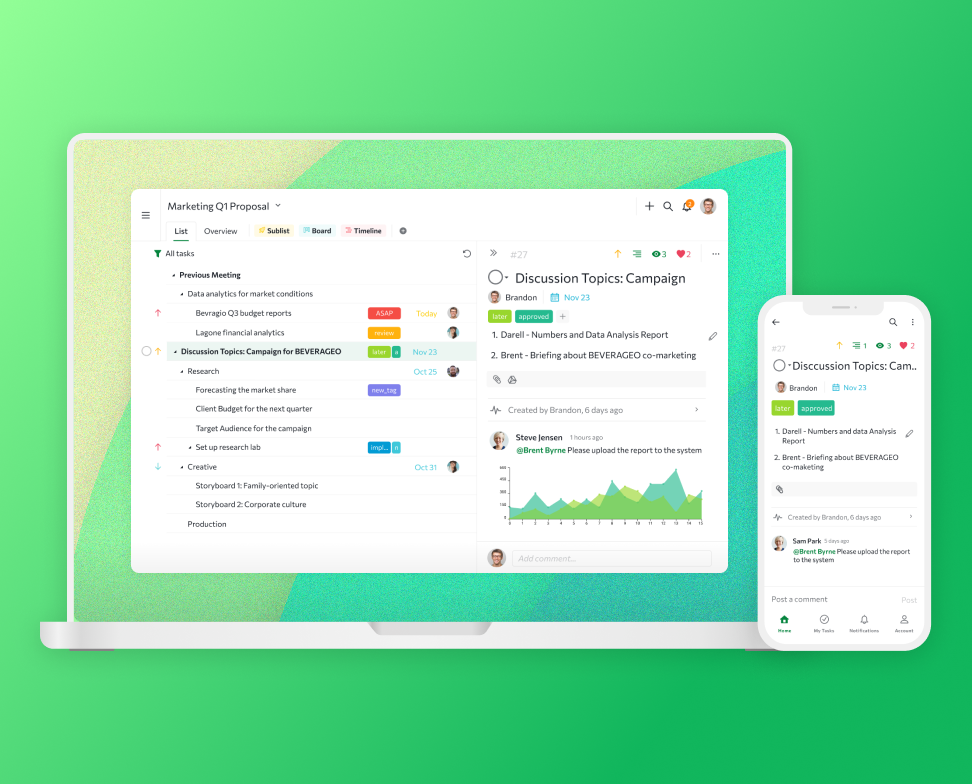 Marketing Q1 Proposal
2
List Overview Sublist Board Timeline
All tasks
Previous Meeting
Data analytics for market conditions
Bevragio Q3 budget reports ASAP Today
Lagone financial analytics review
Discussion Topics: Campaign for BEVERAGEO later a Nov 23
Research Oct 25
Forecasting the market share new_tag
Client Budget for the next quarter
Target Audience for the campaign
Set up research lab impl... n
Creative Oct 31
Storyboard 1: Family-oriented topic
Storyboard 2: Corporate culture
Production
#27 3 2
Discussion Topics: Campaign
Brandon Nov 23
later approved +
1. Darell - Numbers and Data Analysis Report
2. Brent - Briefing about BEVERAGEO co-marketing
Created by Brandon, 6 days ago
Steve Jensen 1 hours ago
@Brent Byrne Please upload the report to the system
0 1 2 3 4 5 6 7 8 9 10 11 12 13 14 15
Add comment...
#27 1 3 2
Disccussion Topics: Cam..
Brandon Nov 23
later approved
1. Darell - Numbers and data Analysis
Report
2. Brent - Briefing about BEVERAGEO
co-maketing
Created by Brandon, 6 days ago
Sam Park 5 days ago
@Brent Byrne Please upload the report
to the system
Post a comment Post
Home My Tasks Notifications Account